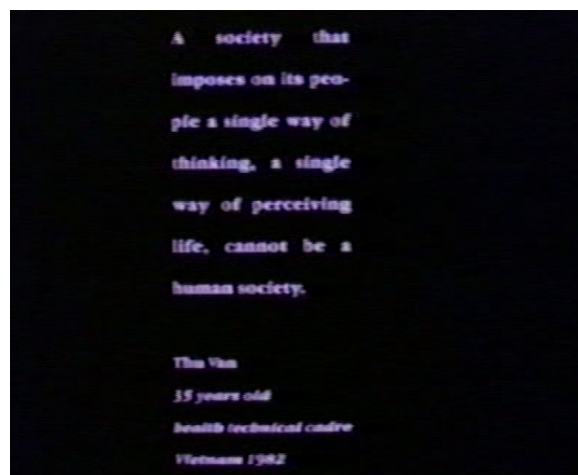 A society that
imposes on its peo-
ple a single way of
thinking, a single
way of perceiving
life, cannot be a
human society.
Thu Van
35 years old
health technical cadre
Vietnam 1982